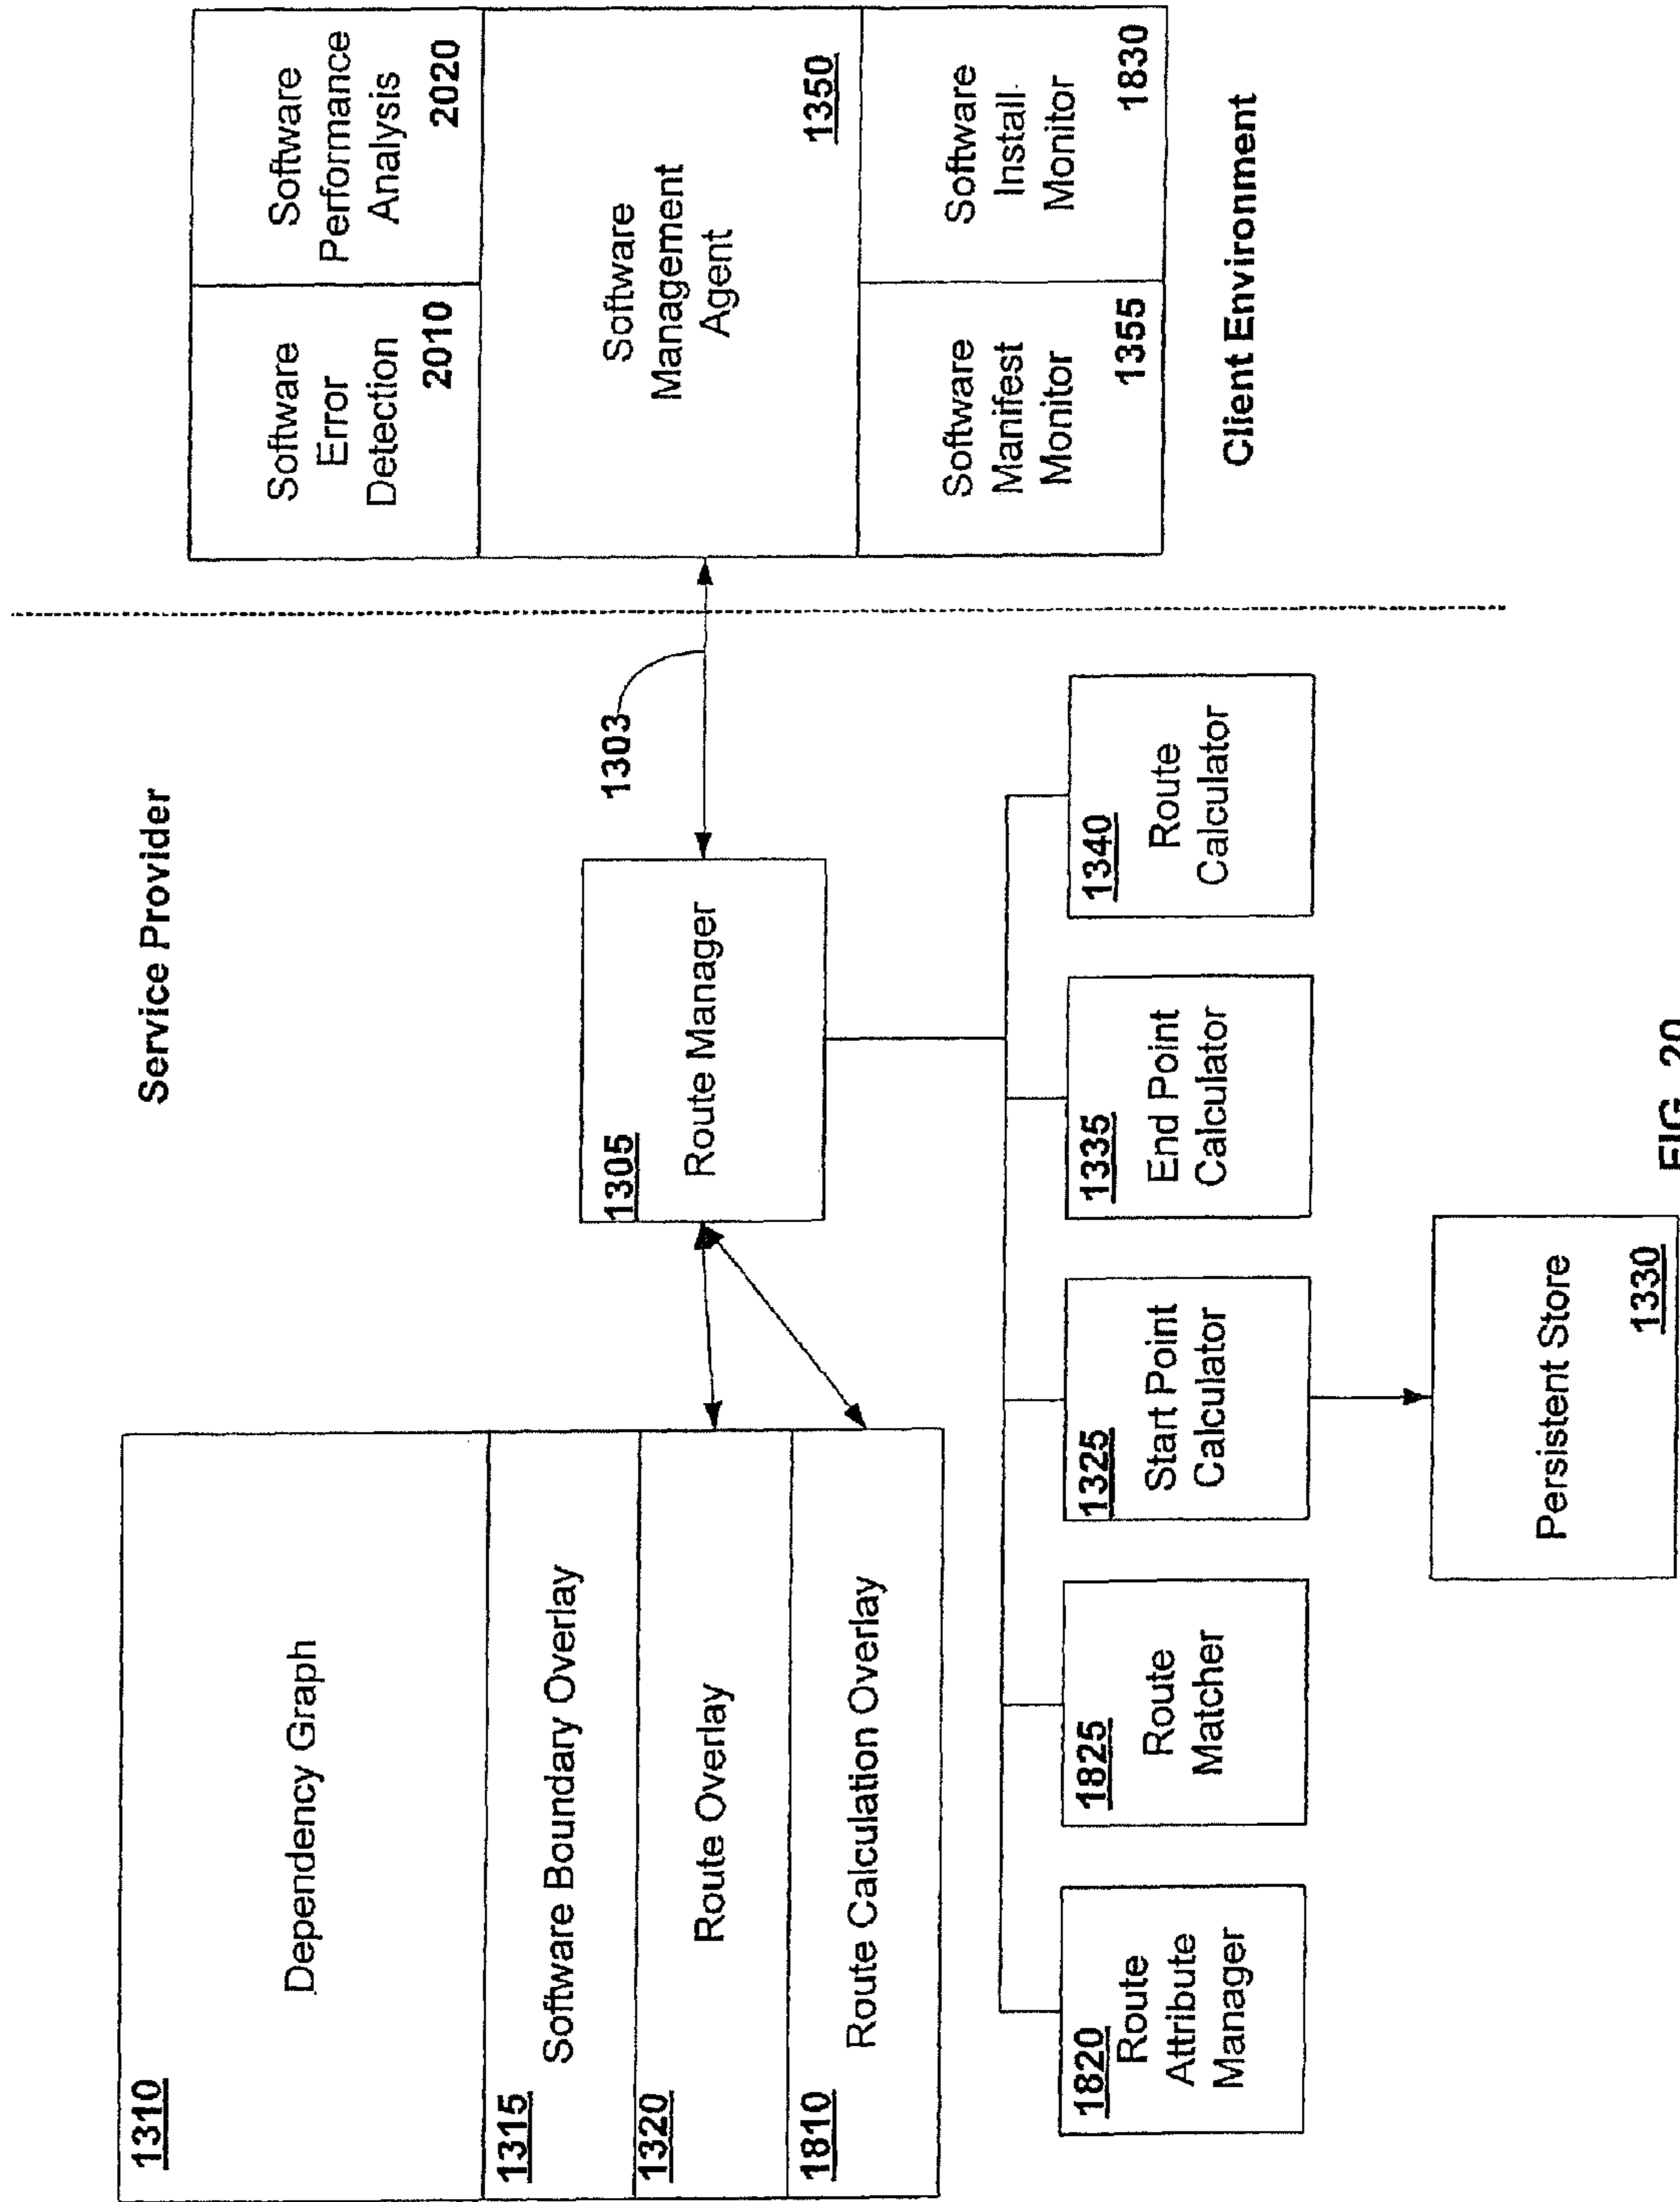 Service Provider
1310
Dependency Graph
1315
Software Boundary Overlay
1320
Route Overlay
1810
Route Calculation Overlay
1305
Route Manager
1303
Software
Error
Detection
2010
Software
Performance
Analysis
2020
Software
Management
Agent
1350
Software
Manifest
Monitor
1355
Software
Install
Monitor
1830
Client Environment
1820
Route
Attribute
Manager
1825
Route
Matcher
1325
Start Point
Calculator
1335
End Point
Calculator
1340
Route
Calculator
Persistent Store
1330
FIG. 20